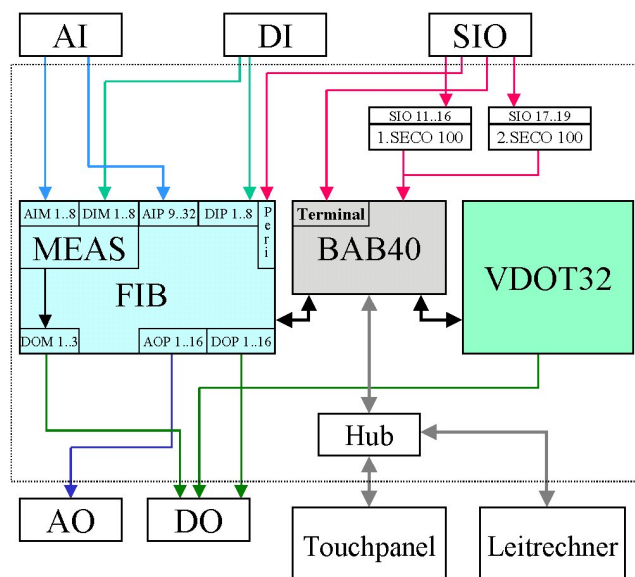 AI
DI
SIO
SIO 11..16
SIO 17..19
1.SECO 100
2.SECO 100
AIM 1..8
DIM 1..8
AIP 9..32
DIP 1..8
Peri
Terminal
MEAS
BAB40
VDOT32
FIB
DOM 1..3
AOP 1..16
DOP 1..16
Hub
AO
DO
Touchpanel
Leitrechner